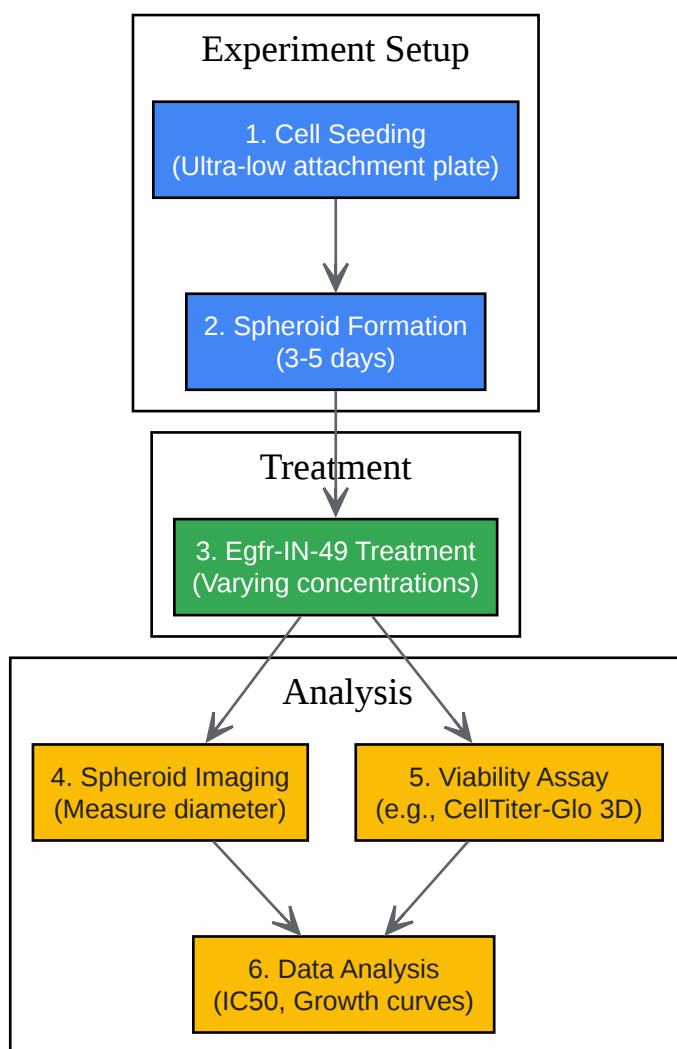 Experiment Setup
1. Cell Seeding
(Ultra-low attachment plate)
2. Spheroid Formation
(3-5 days)
Treatment
3. Egfr-IN-49 Treatment
(Varying concentrations)
Analysis
4. Spheroid Imaging
(Measure diameter)
5. Viability Assay
(e.g., CellTiter-Glo 3D)
6. Data Analysis
(IC50, Growth curves)